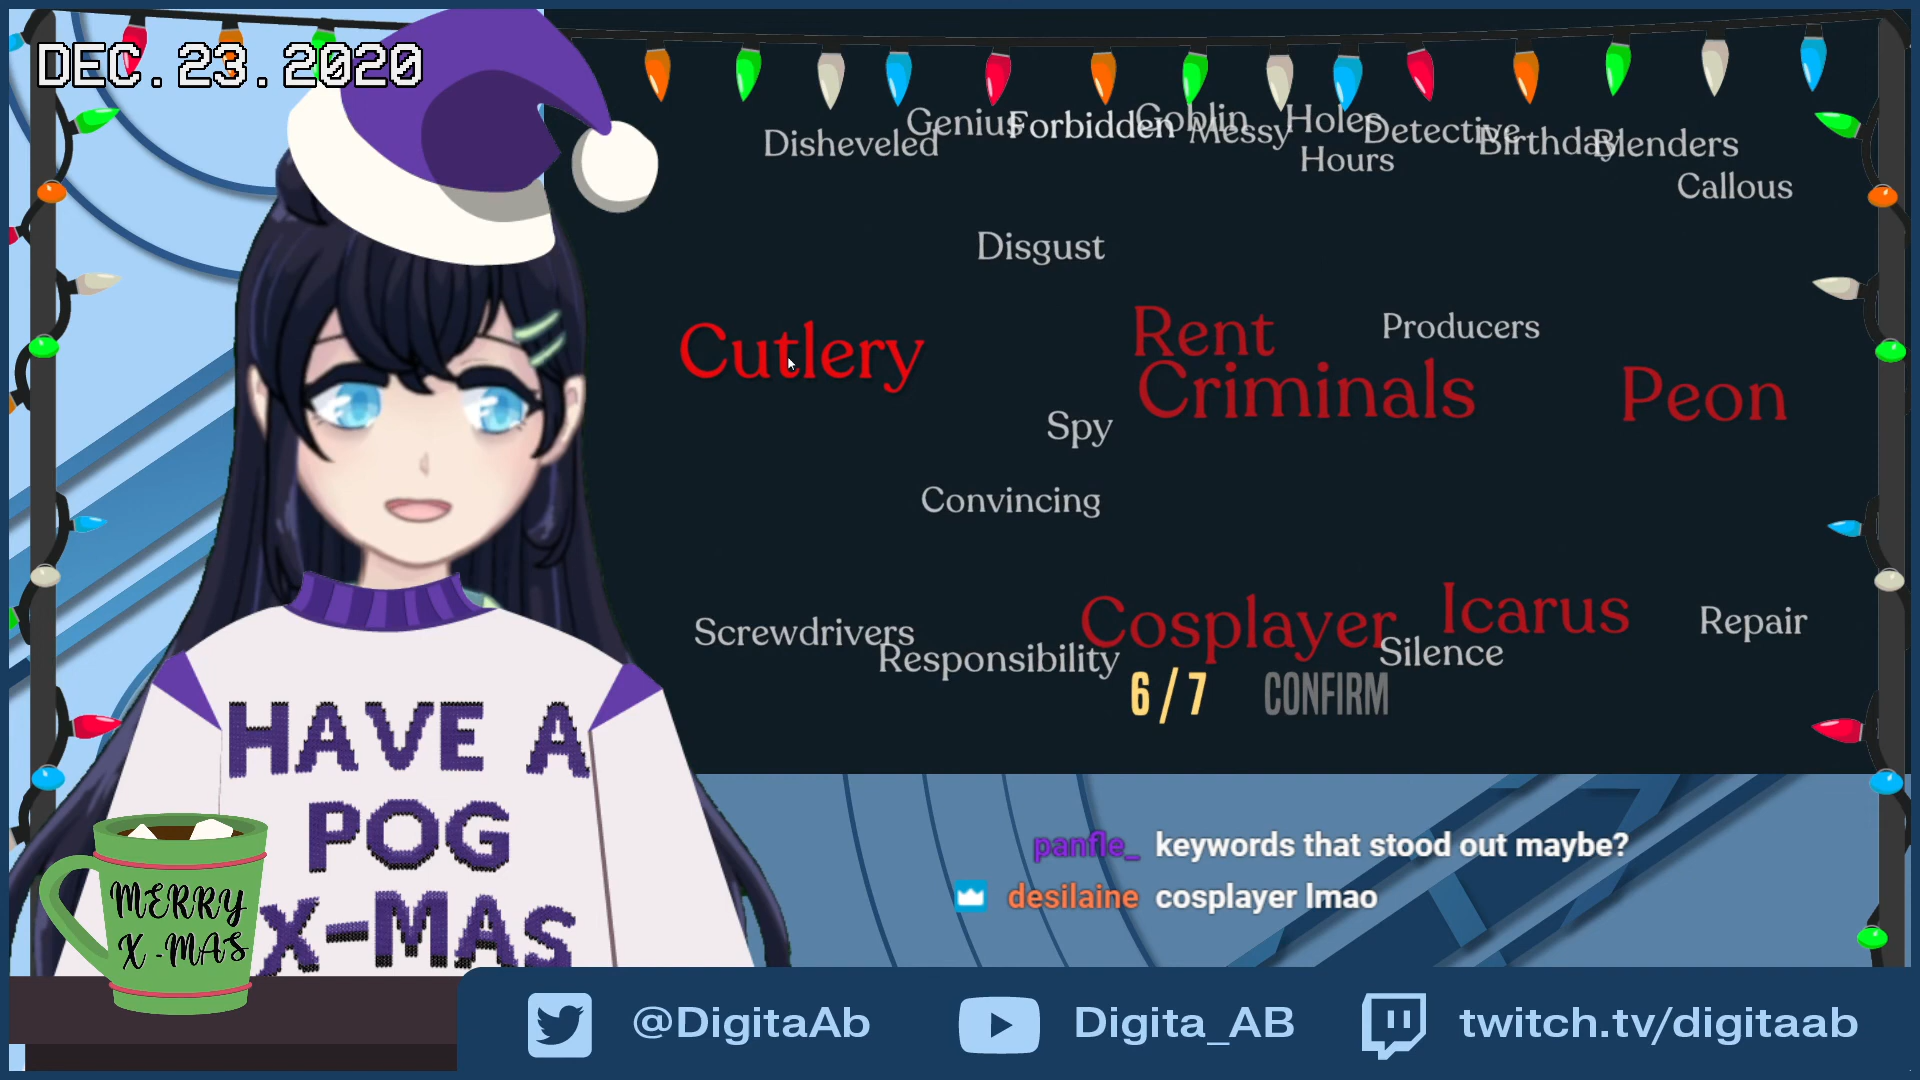 DEC.23.2020
Disheveled
Genius
Forbidden
Goblin
Messy
Holes
Hours
Detective
Birthday
Blenders
Callous
Disgust
Cutlery
Rent
Criminals
Producers
Peon
Spy
Convincing
Screwdrivers
Responsibility
Cosplayer
Icarus
Silence
Repair
6/7 CONFIRM
HAVE A
POG
X-MAS
MERRY
X-MAS
panfle_ keywords that stood out maybe?
desilaine cosplayer lmao
@DigitaAb
Digita_AB
twitch.tv/digitaab